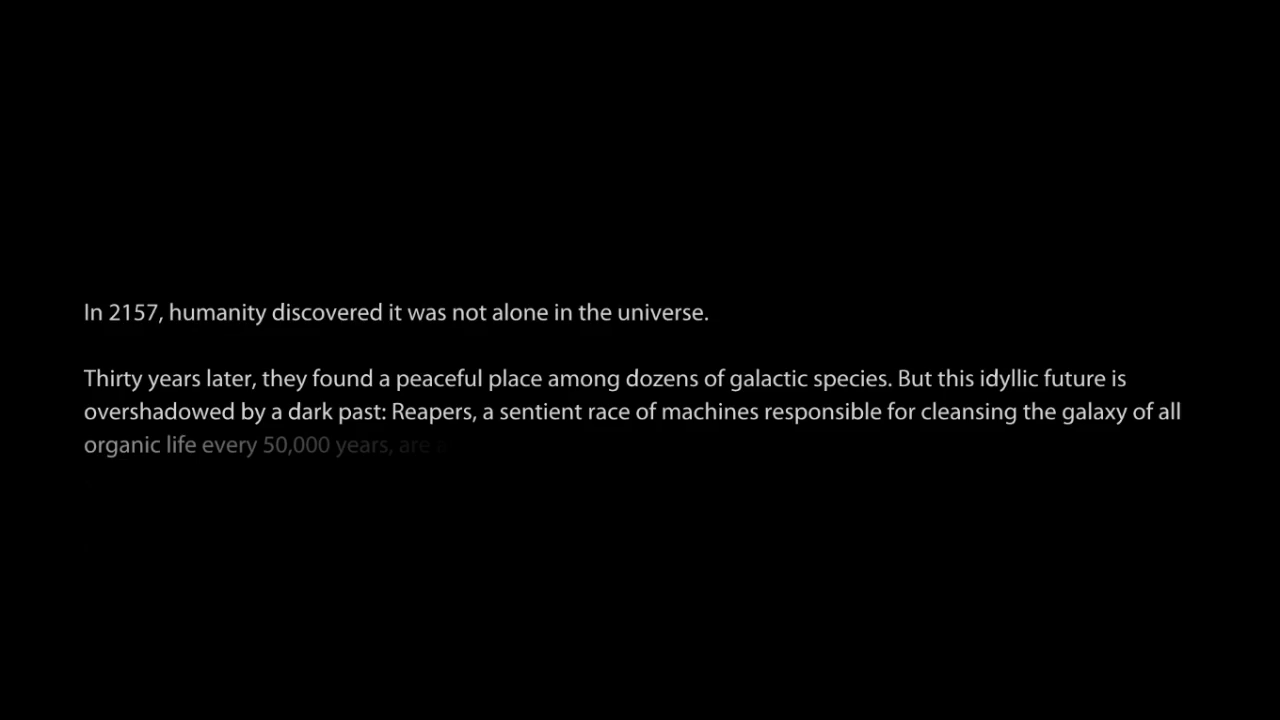 In 2157, humanity discovered it was not alone in the universe.
Thirty years later, they found a peaceful place among dozens of galactic species. But this idyllic future is
overshadowed by a dark past: Reapers, a sentient race of machines responsible for cleansing the galaxy of all
organic life every 50,000 years, are